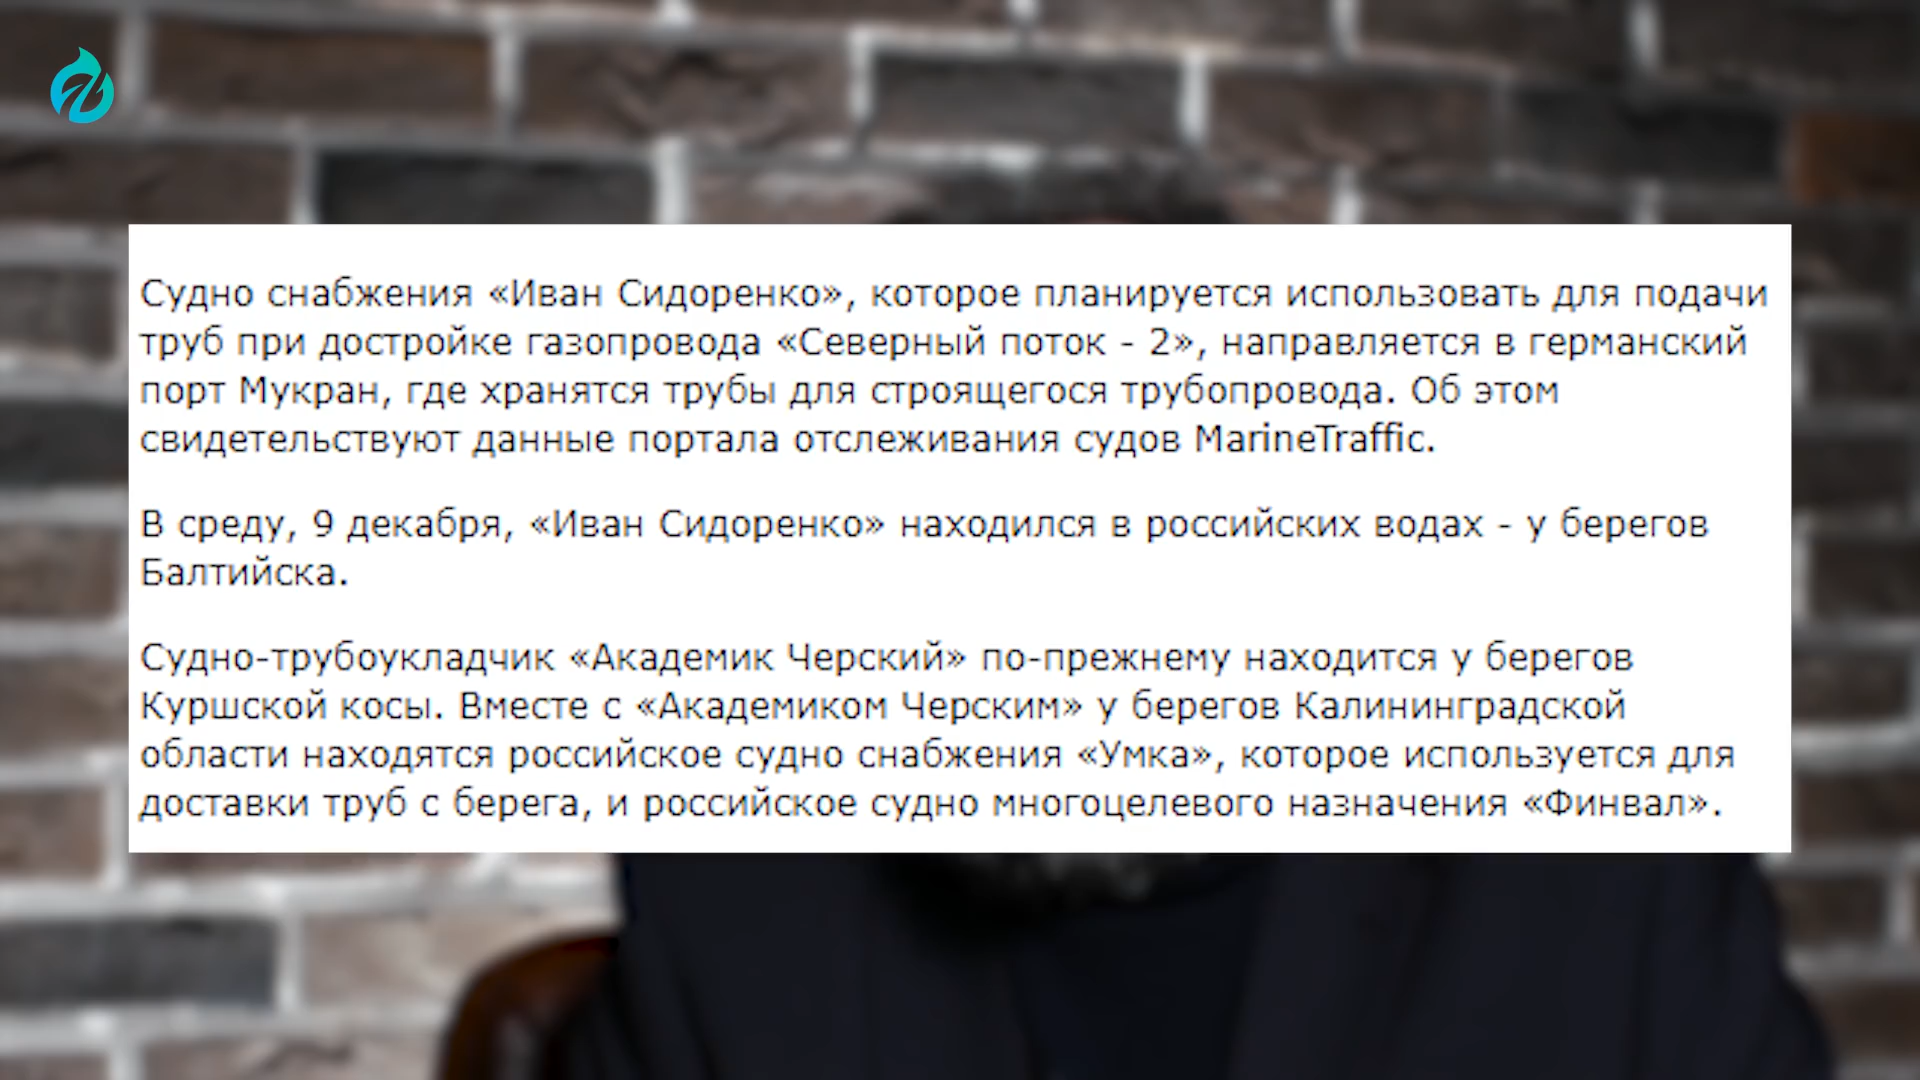 Судно снабжения «Иван Сидоренко», которое планируется использовать для подачи
труб при достройке газопровода «Северный поток - 2», направляется в германский
порт Мукран, где хранятся трубы для строящегося трубопровода. Об этом
свидетельствуют данные портала отслеживания судов MarineTraffic.
В среду, 9 декабря, «Иван Сидоренко» находился в российских водах - у берегов
Балтийска.
Судно-трубоукладчик «Академик Черский» по-прежнему находится у берегов
Куршской косы. Вместе с «Академиком Черским» у берегов Калининградской
области находятся российское судно снабжения «Умка», которое используется для
доставки труб с берега, и российское судно многоцелевого назначения «Финвал».